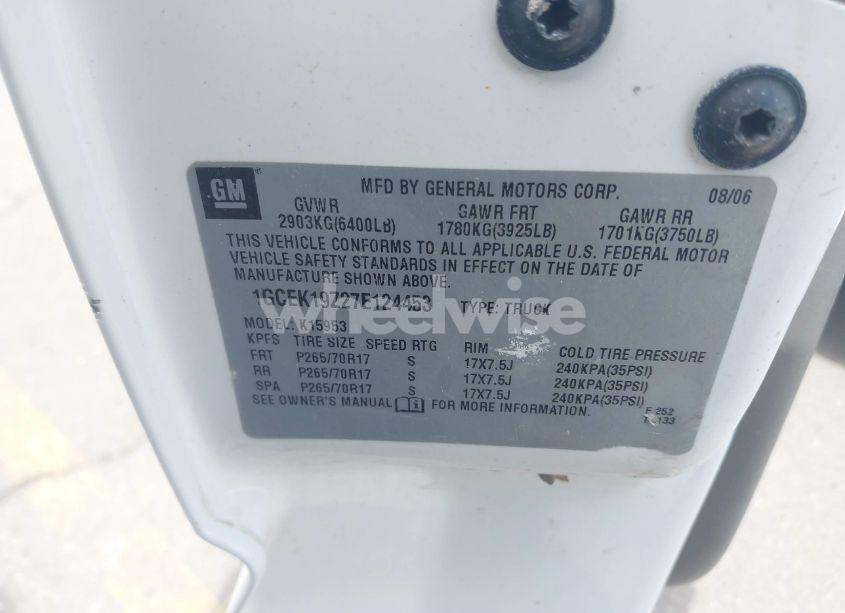 GM
MFD BY GENERAL MOTORS CORP. 08/06
GVWR GAWR FRT GAWR RR
2903KG(6400LB) 1780KG(3925LB) 1701KG(3750LB)
THIS VEHICLE CONFORMS TO ALL APPLICABLE U.S. FEDERAL MOTOR
VEHICLE SAFETY STANDARDS IN EFFECT ON THE DATE OF
MANUFACTURE SHOWN ABOVE.
1GCEK19Z27E124453 TYPE: TRUCK
wheelwise
MODEL: K15953
KPFS TIRE SIZE SPEED RTG RIM COLD TIRE PRESSURE
FRT P265/70R17 S 17X7.5J 240KPA(35PSI)
RR P265/70R17 S 17X7.5J 240KPA(35PSI)
SPA P265/70R17 S 17X7.5J 240KPA(35PSI)
SEE OWNER'S MANUAL FOR MORE INFORMATION.
F 252